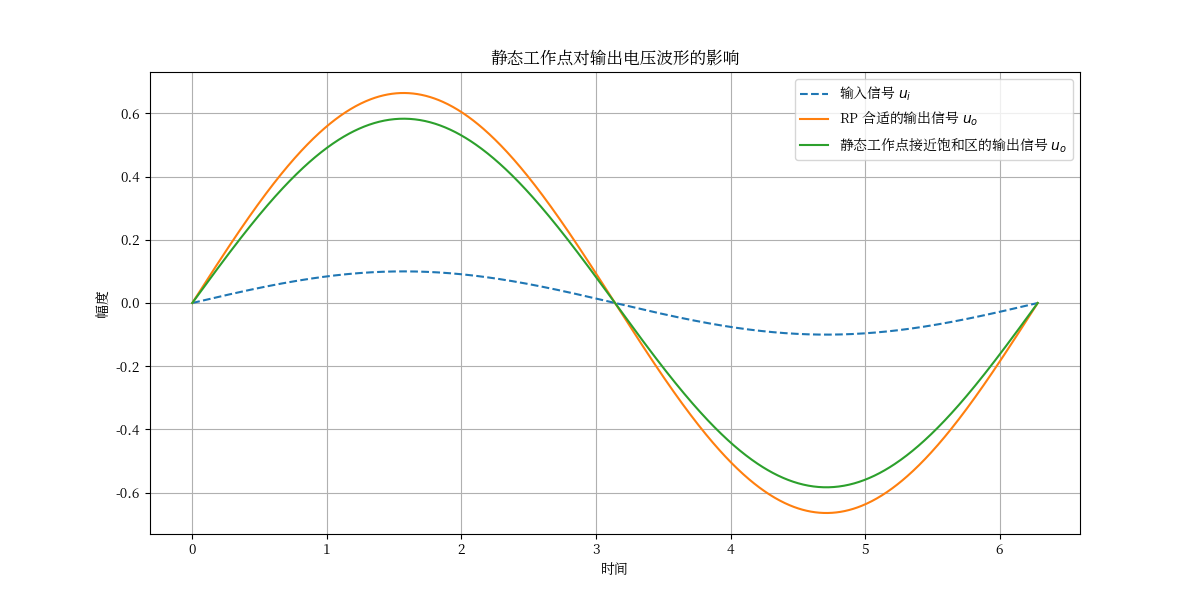 静态工作点对输出电压波形的影响
输入信号 u_i
RP 合适的输出信号 u_o
静态工作点接近饱和区的输出信号 u_o
幅度
0.6
0.4
0.2
0.0
-0.2
-0.4
-0.6
0 1 2 3 4 5 6
时间